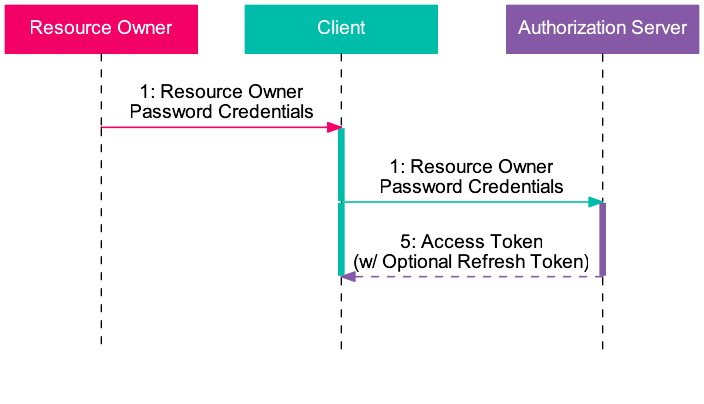 Resource Owner
Client
Authorization Server
1: Resource Owner
Password Credentials
1: Resource Owner
Password Credentials
5: Access Token
(w/ Optional Refresh Token)